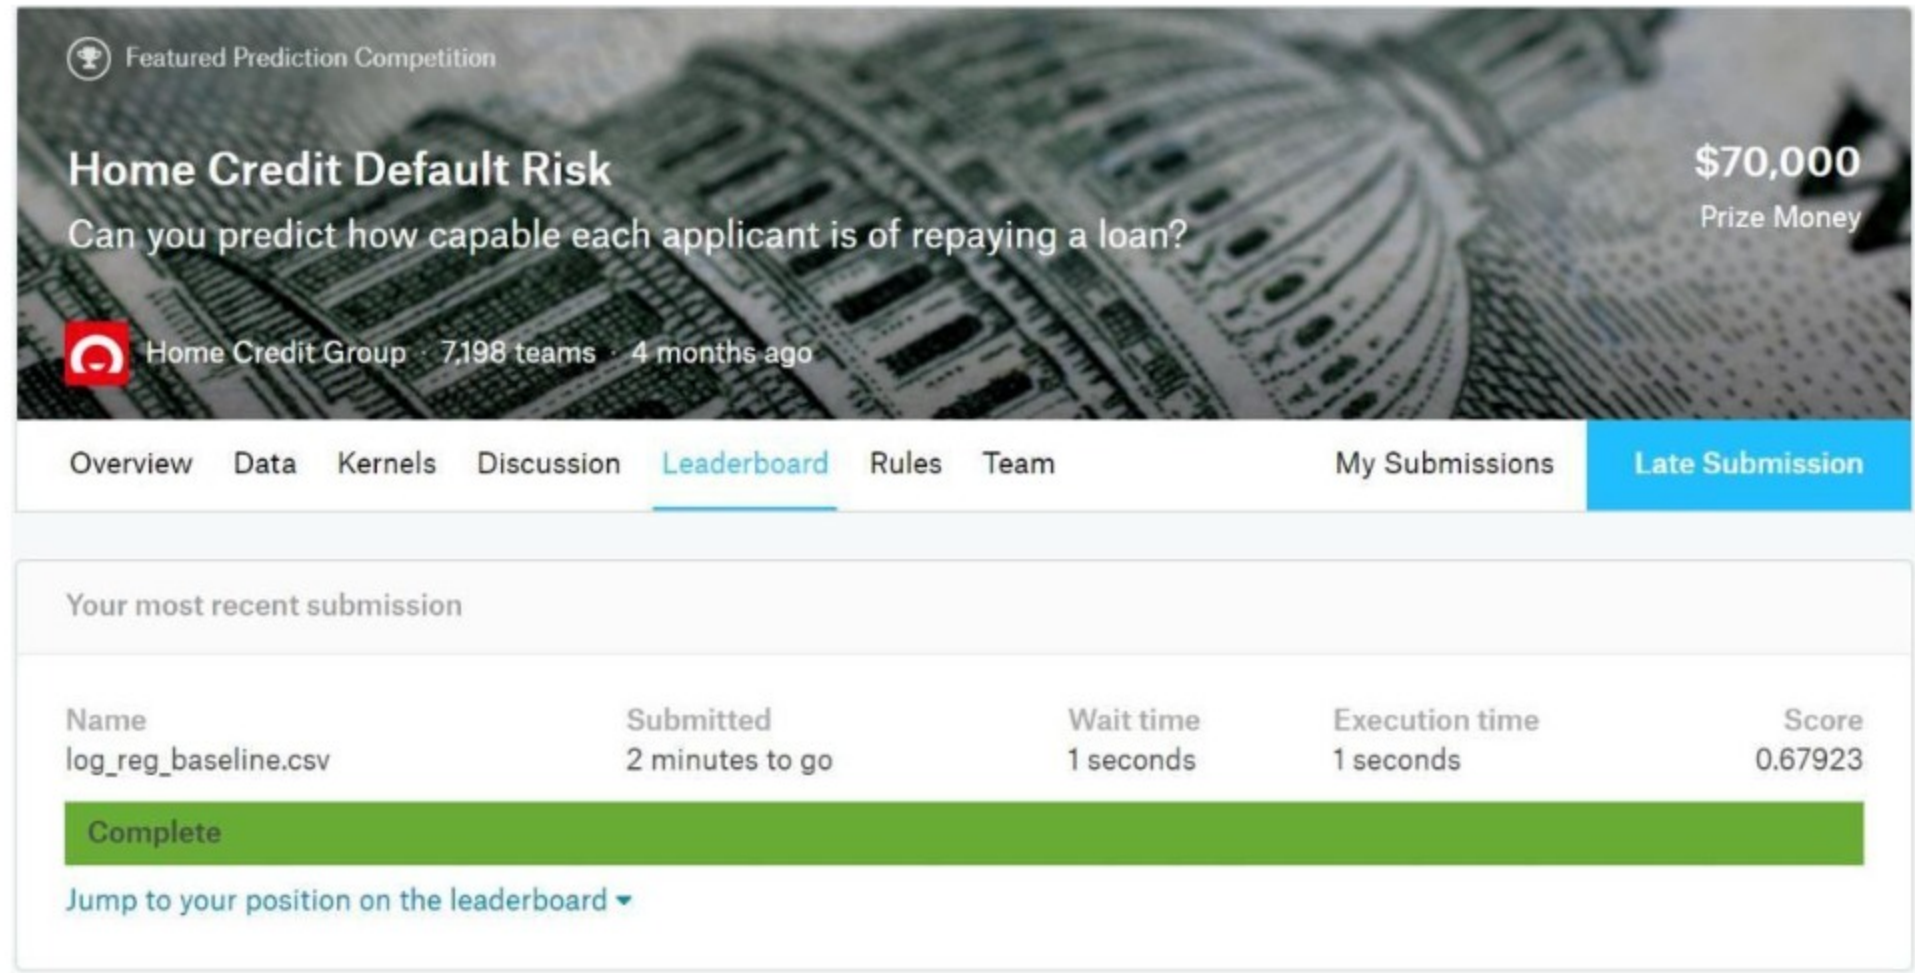 Featured Prediction Competition
Home Credit Default Risk
$70,000
Can you predict how capable each applicant is of repaying a loan?
Prize Money
Home Credit Group · 7,198 teams · 4 months ago
Overview Data Kernels Discussion Leaderboard Rules Team My Submissions Late Submission
Your most recent submission
Name Submitted Wait time Execution time Score
log_reg_baseline.csv 2 minutes to go 1 seconds 1 seconds 0.67923
Complete
Jump to your position on the leaderboard